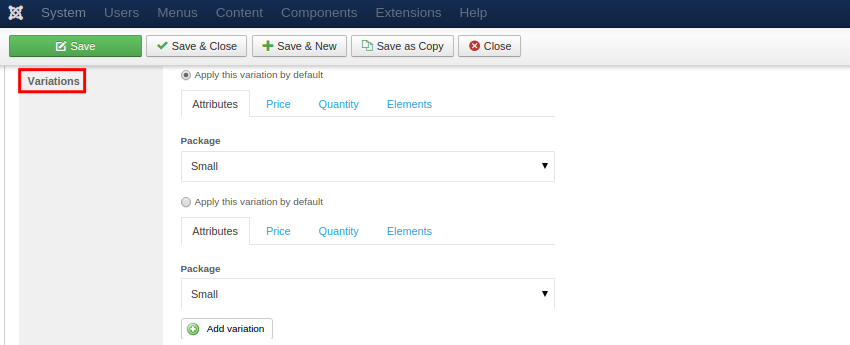 System Users Menus Content Components Extensions Help
Save Save & Close Save & New Save as Copy Close
Variations
Apply this variation by default
Attributes Price Quantity Elements
Package
Small
Apply this variation by default
Attributes Price Quantity Elements
Package
Small
Add variation